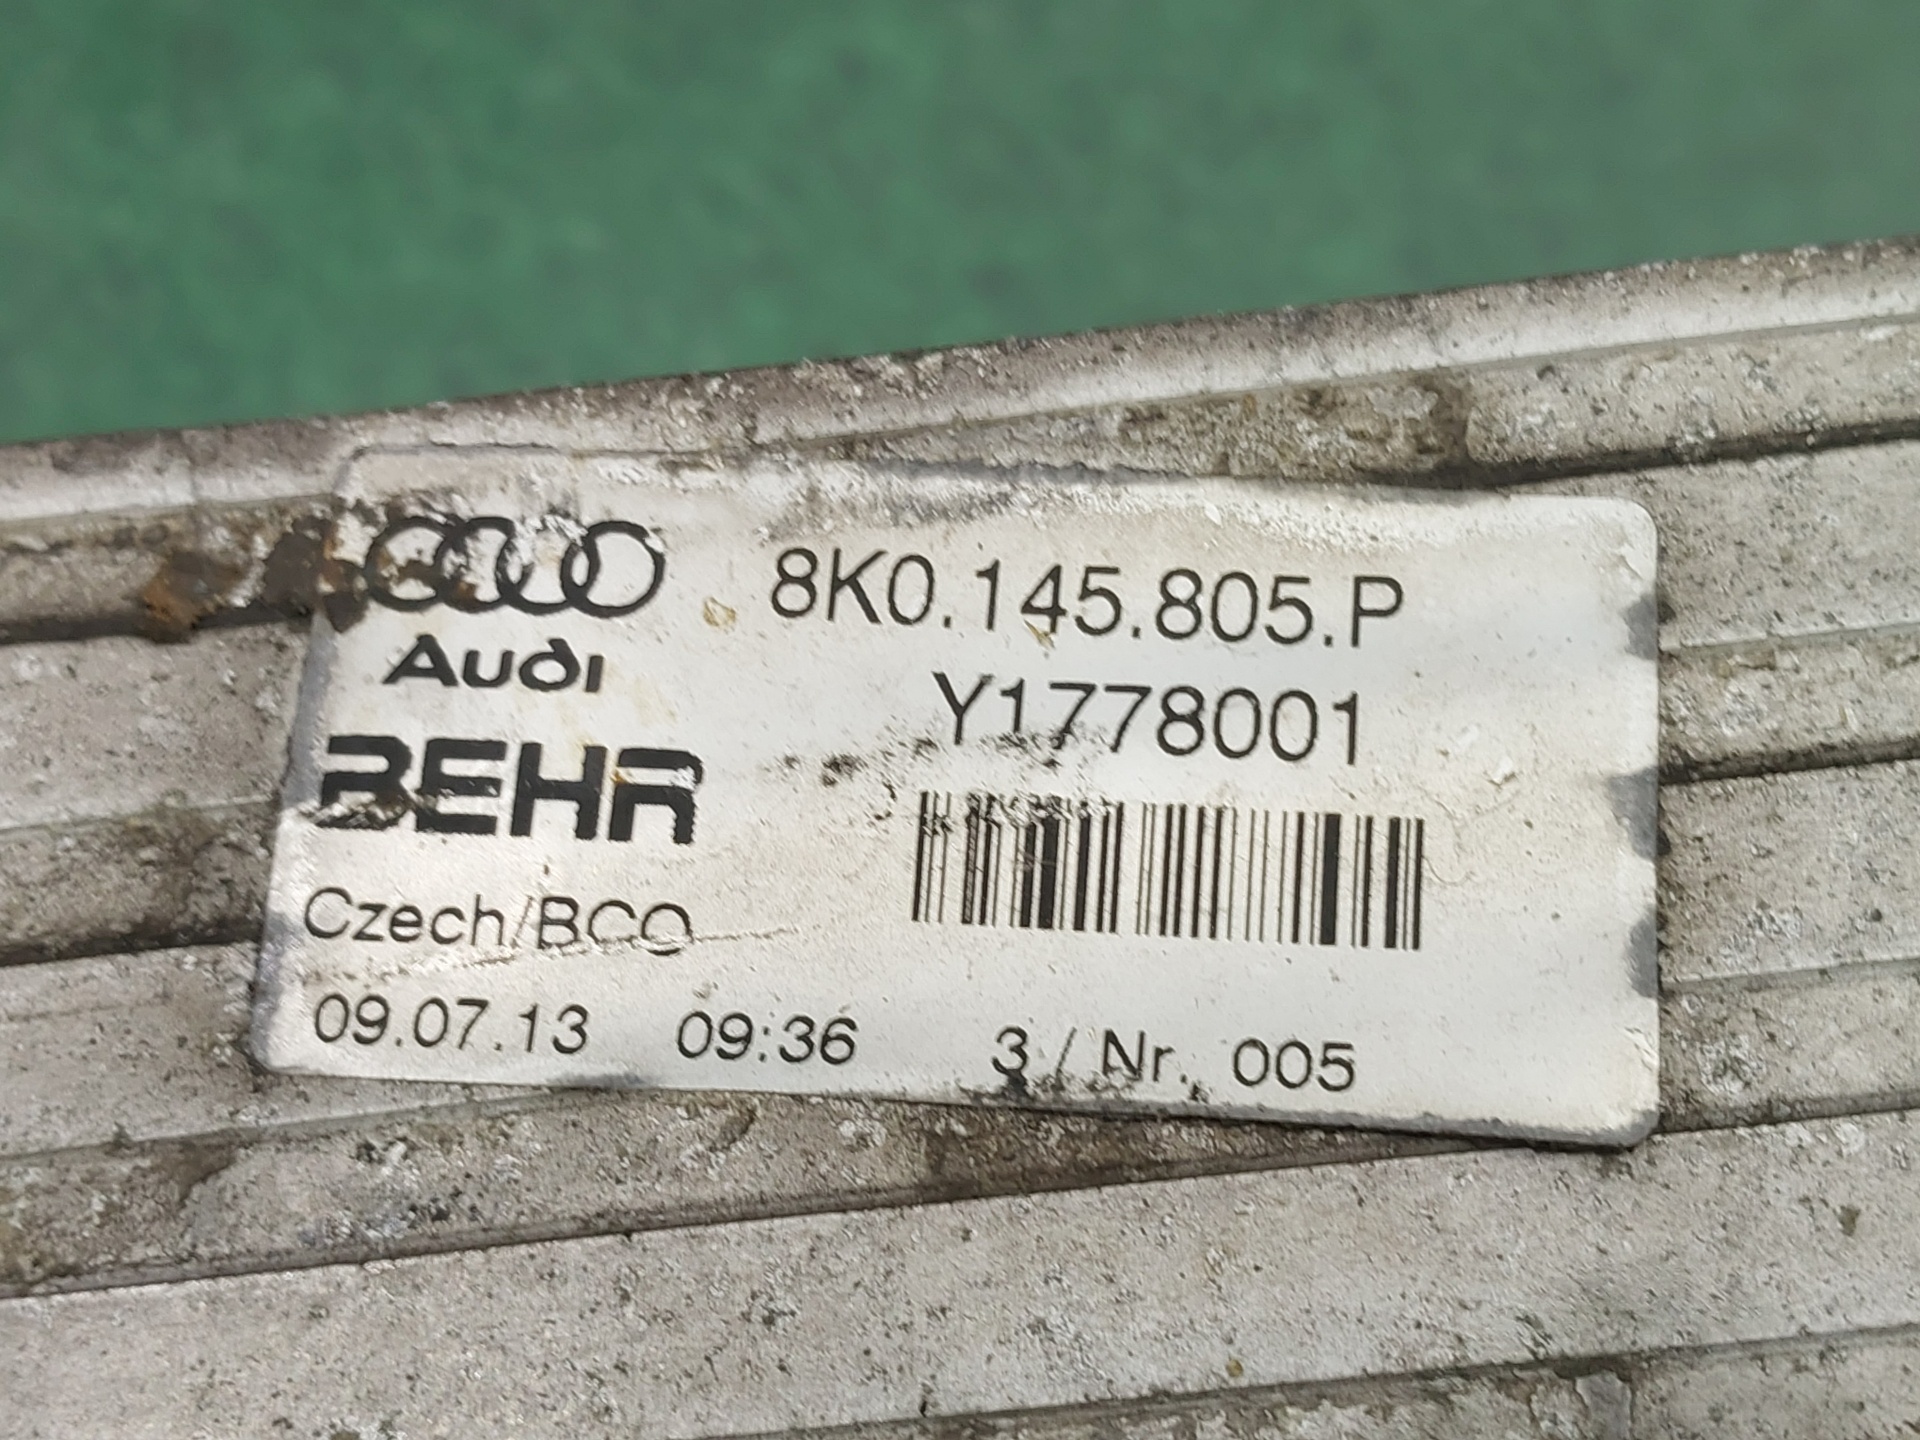 8K0.145.805.P
Audi
Y1778001
BEHR
Czech/BCO
09.07.13 09:36 3 / Nr. 005